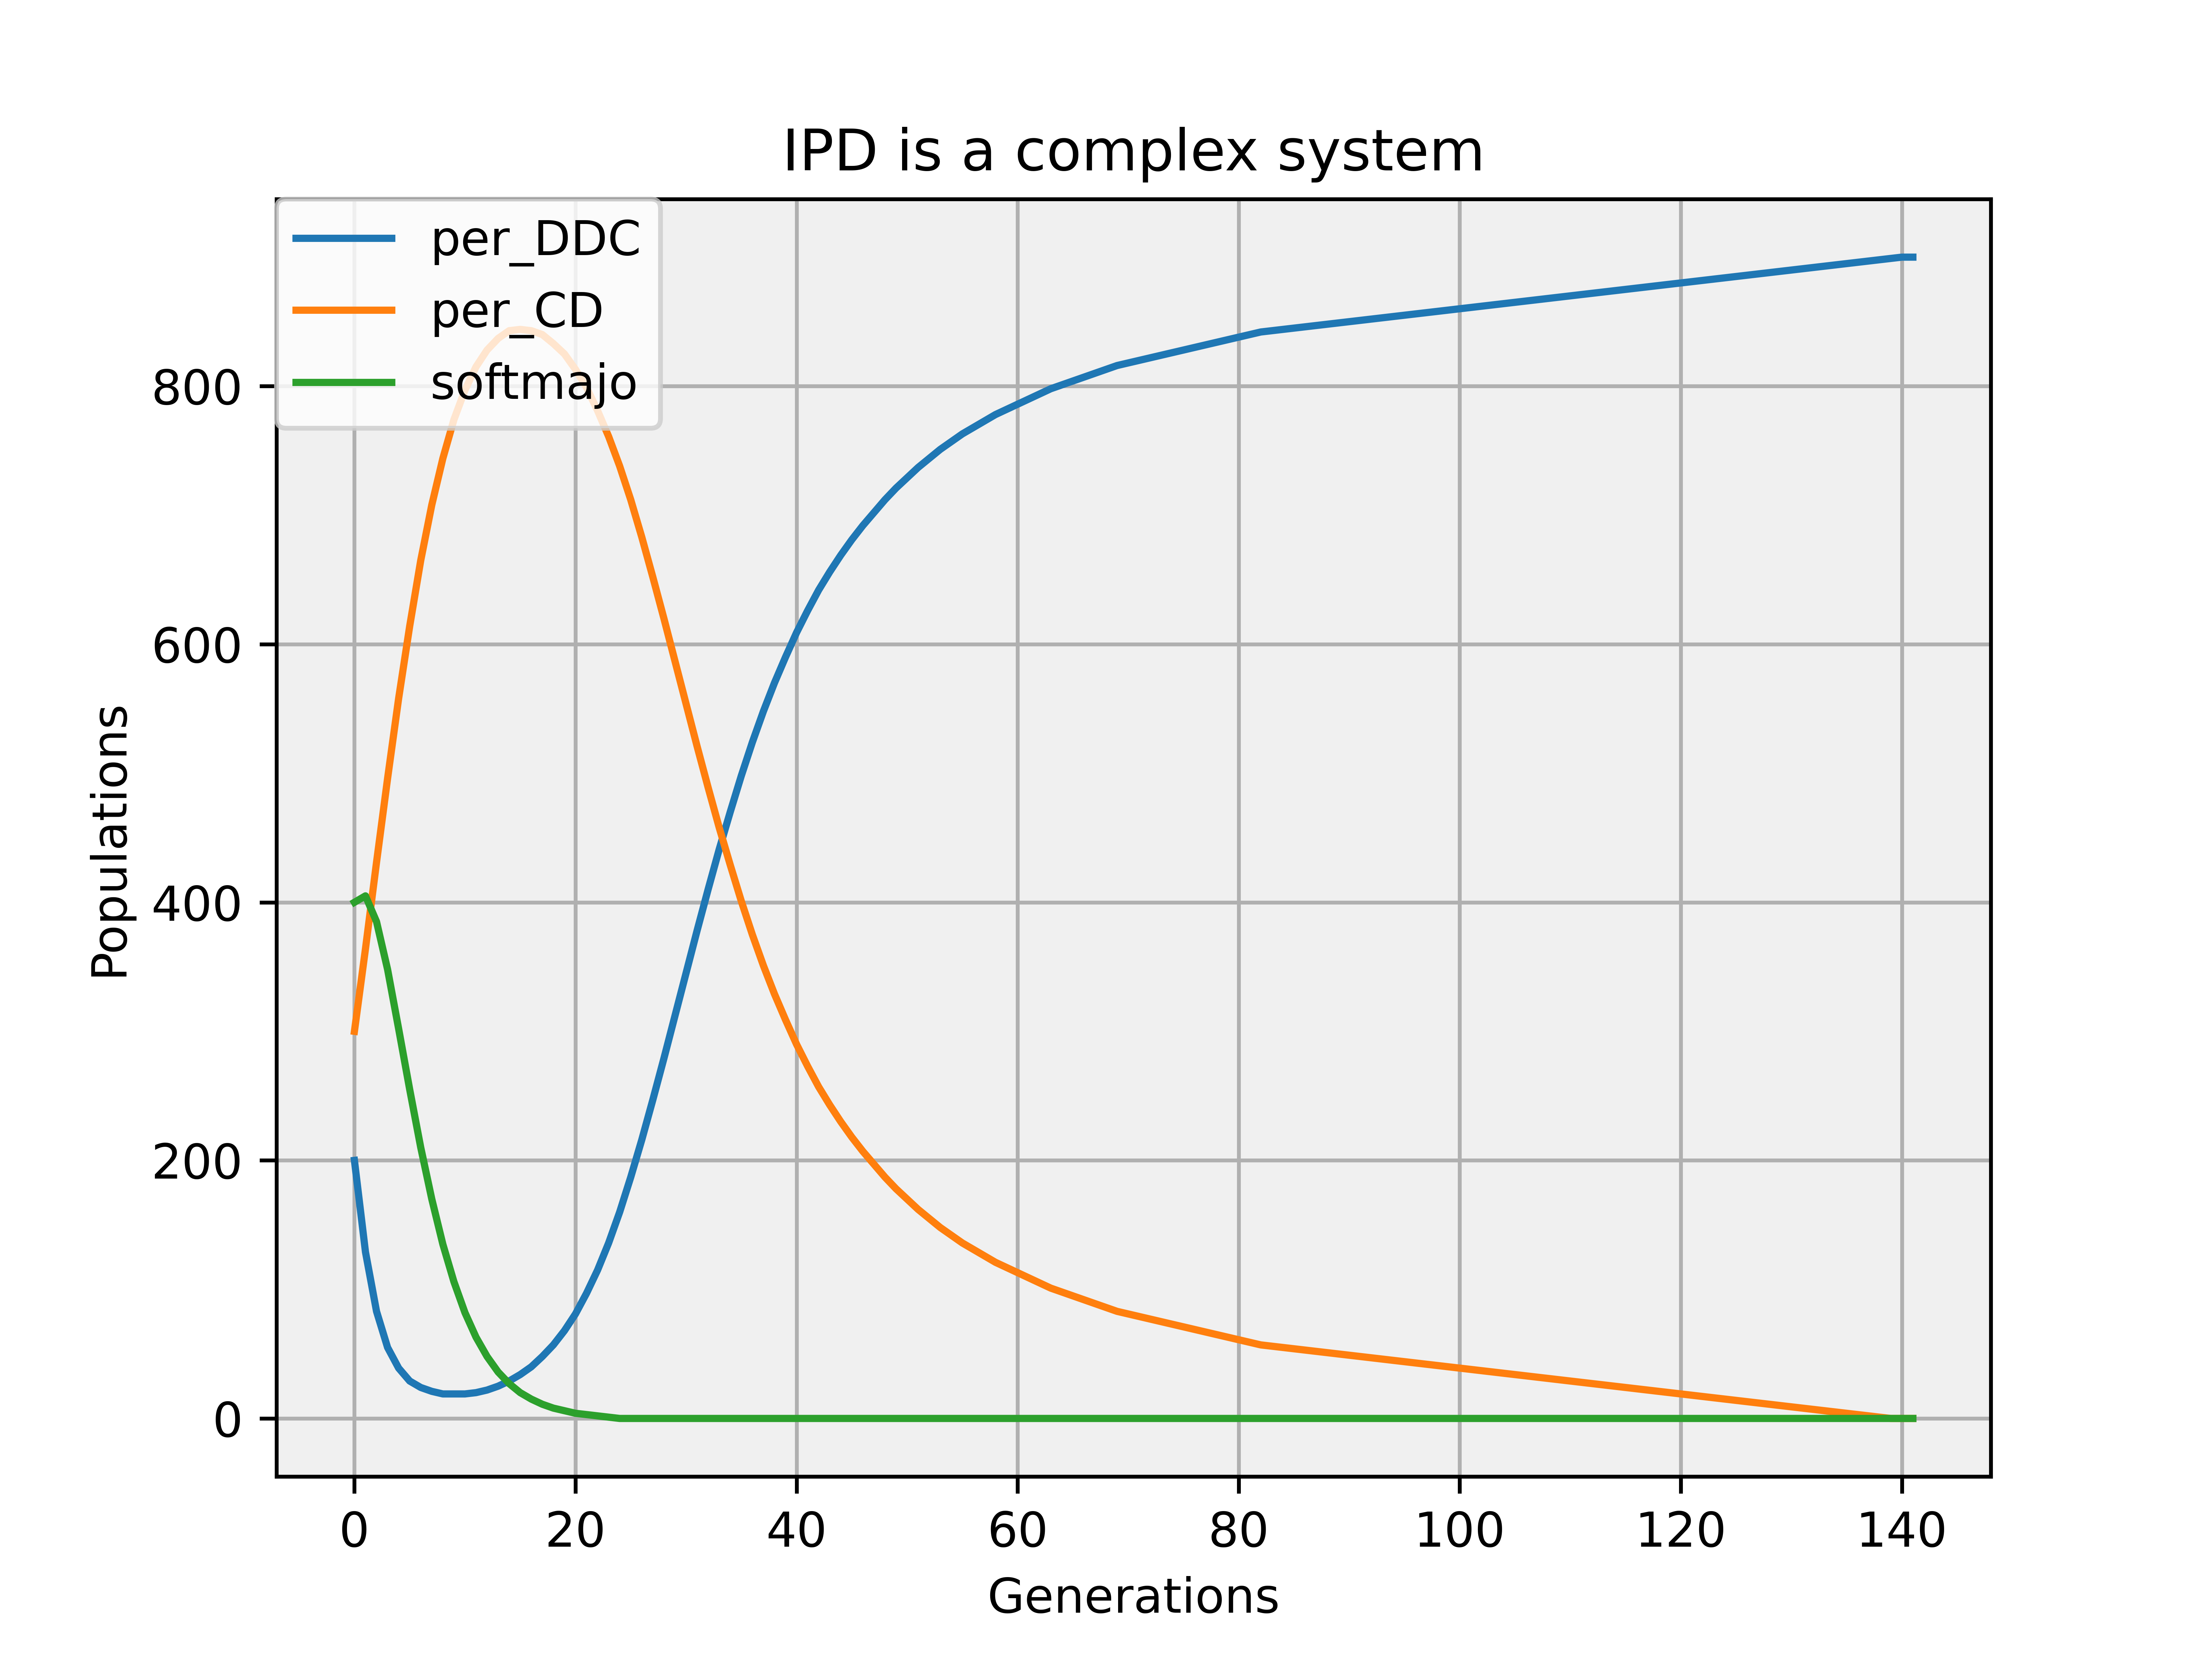 IPD is a complex system
per_DDC
per_CD
softmajo
Populations
800
600
400
200
0
0 20 40 60 80 100 120 140
Generations